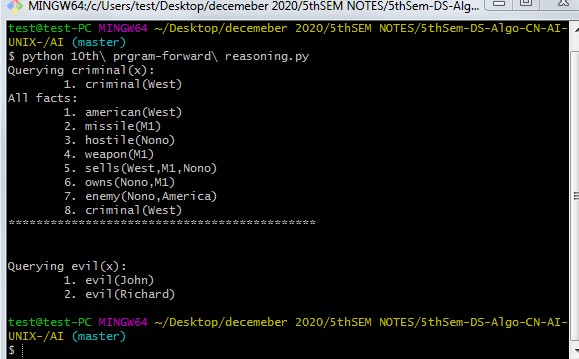 MINGW64:/c/Users/test/Desktop/decemeber 2020/5thSEM NOTES/5thSem-DS-Algo...
test@test-PC MINGW64 ~/Desktop/decemeber 2020/5thSEM NOTES/5thSem-DS-Algo-CN-AI-
UNIX-/AI (master)
$ python 10th\ prgram-forward\ reasoning.py
Querying criminal(x):
1. criminal(West)
All facts:
1. american(West)
2. missile(M1)
3. hostile(Nono)
4. weapon(M1)
5. sells(West,M1,Nono)
6. owns(Nono,M1)
7. enemy(Nono,America)
8. criminal(West)
********************************************
Querying evil(x):
1. evil(John)
2. evil(Richard)
test@test-PC MINGW64 ~/Desktop/decemeber 2020/5thSEM NOTES/5thSem-DS-Algo-CN-AI-
UNIX-/AI (master)
$